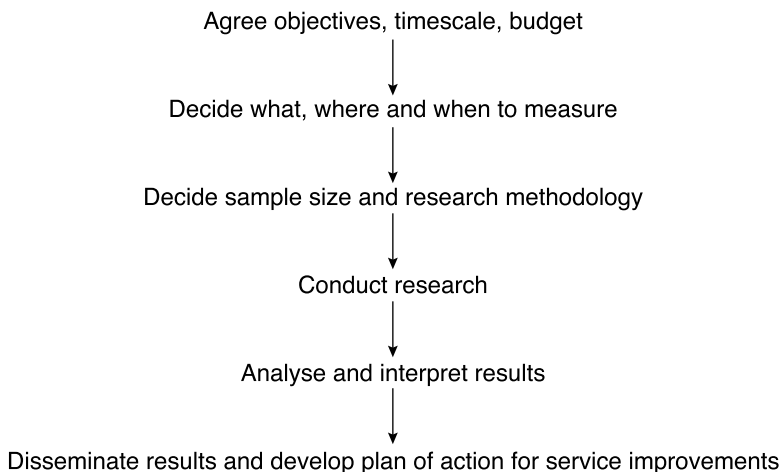 Agree objectives, timescale, budget
Decide what, where and when to measure
Decide sample size and research methodology
Conduct research
Analyse and interpret results
Disseminate results and develop plan of action for service improvements